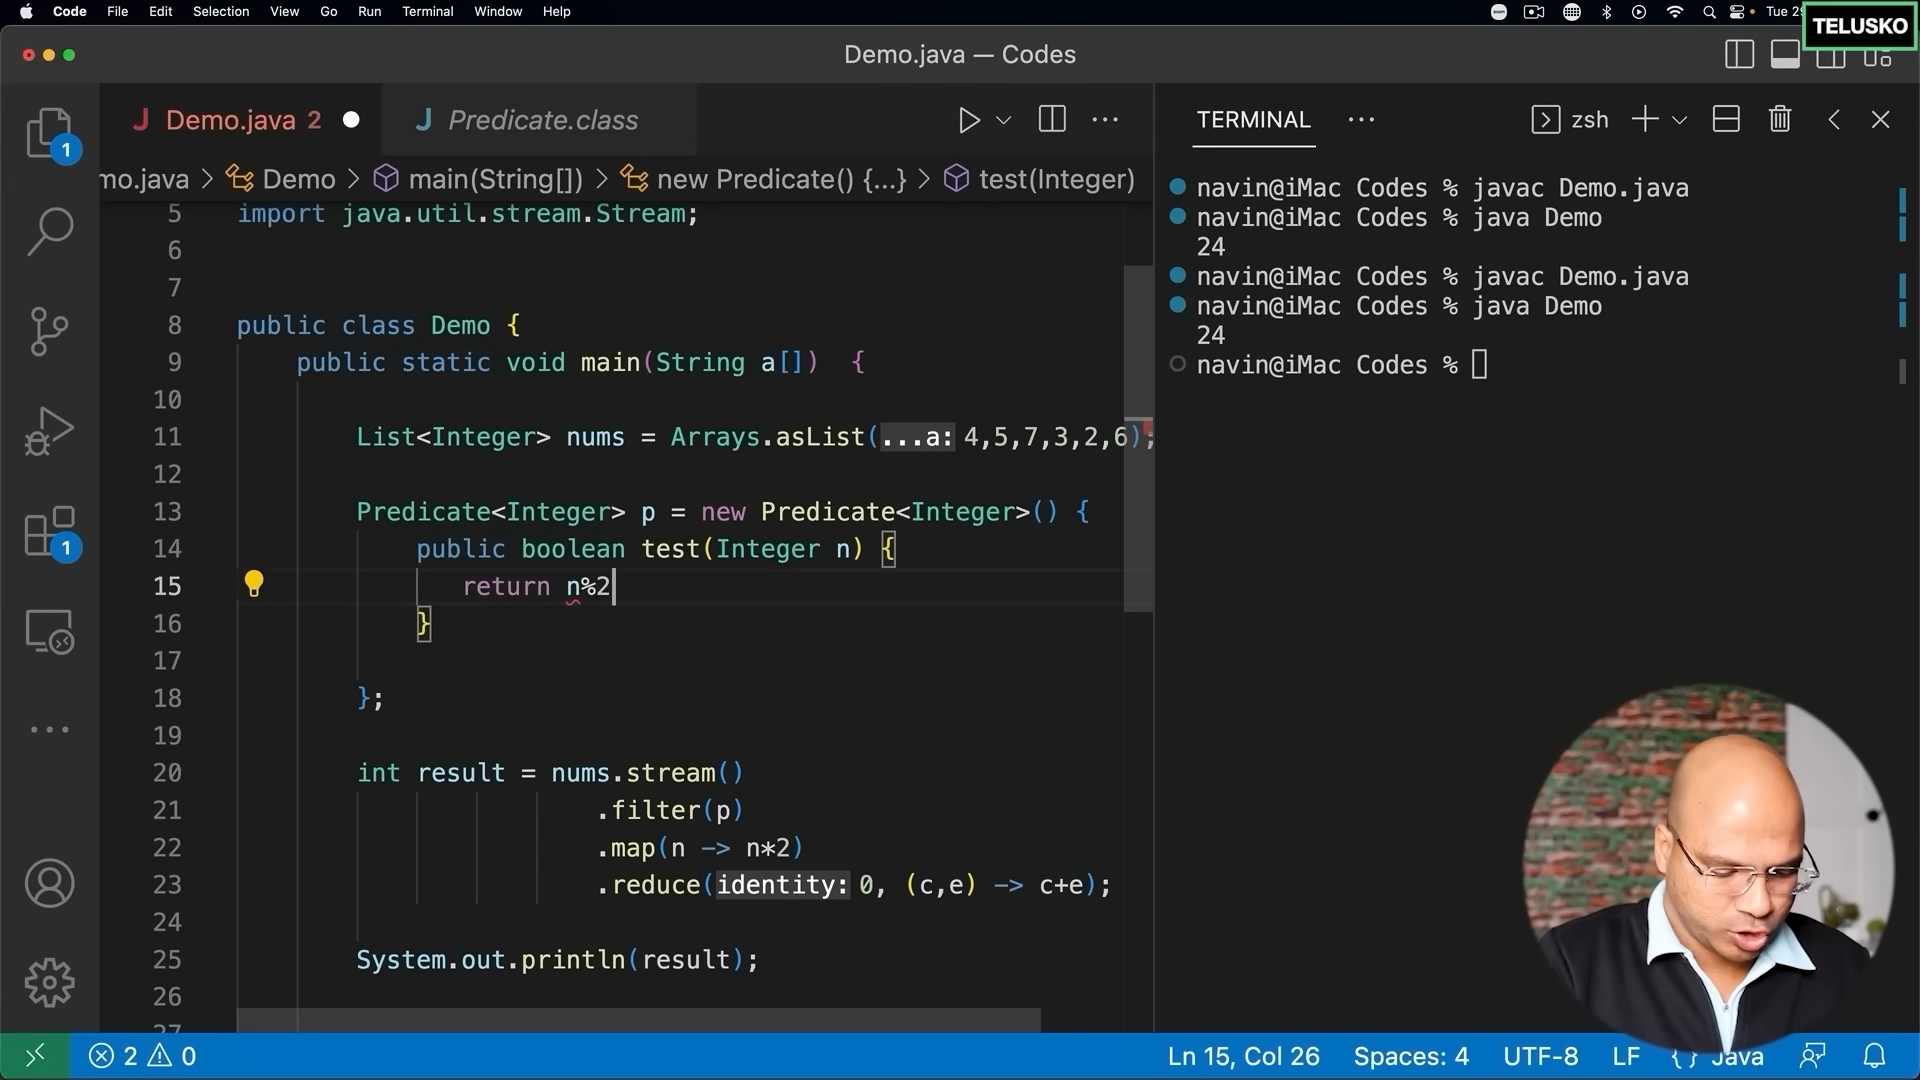 Code File Edit Selection View Go Run Terminal Window Help
Tue 29
TELUSKO
Demo.java — Codes
Demo.java 2
Predicate.class
TERMINAL
zsh
mo.java > Demo > main(String[]) > new Predicate() {...} > test(Integer)
5 import java.util.stream.Stream;
6
7
8 public class Demo {
9 public static void main(String a[]) {
10
11 List<Integer> nums = Arrays.asList(...a: 4,5,7,3,2,6);
12
13 Predicate<Integer> p = new Predicate<Integer>() {
14 public boolean test(Integer n) {
15 return n%2
16 }
17
18 };
19
20 int result = nums.stream()
21 .filter(p)
22 .map(n -> n*2)
23 .reduce(identity: 0, (c,e) -> c+e);
24
25 System.out.println(result);
26
27
navin@iMac Codes % javac Demo.java
navin@iMac Codes % java Demo
24
navin@iMac Codes % javac Demo.java
navin@iMac Codes % java Demo
24
navin@iMac Codes %
1
1
2 0
Ln 15, Col 26 Spaces: 4 UTF-8 LF { } Java